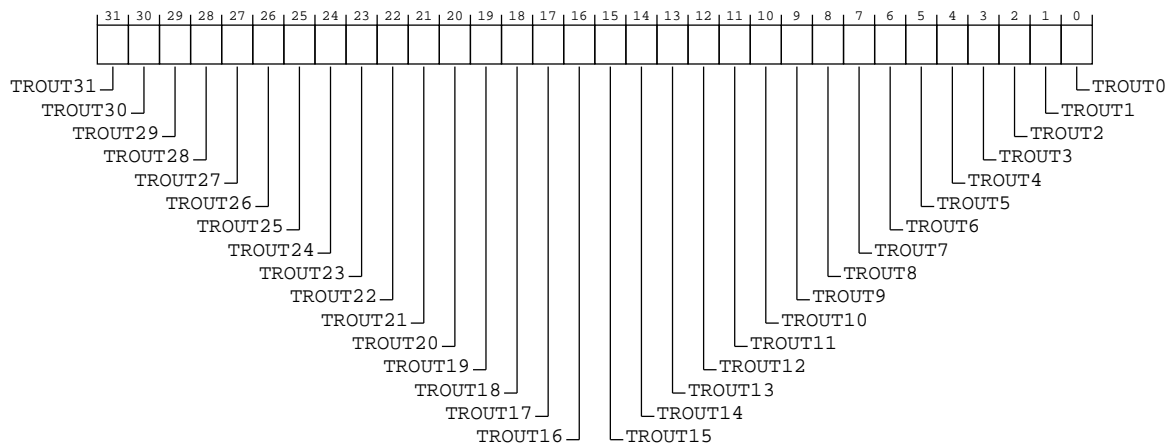 31 30 29 28 27 26 25 24 23 22 21 20 19 18 17 16 15 14 13 12 11 10 9 8 7 6 5 4 3 2 1 0
TROUT31 TROUT0
TROUT30 TROUT1
TROUT29 TROUT2
TROUT28 TROUT3
TROUT27 TROUT4
TROUT26 TROUT5
TROUT25 TROUT6
TROUT24 TROUT7
TROUT23 TROUT8
TROUT22 TROUT9
TROUT21 TROUT10
TROUT20 TROUT11
TROUT19 TROUT12
TROUT18 TROUT13
TROUT17 TROUT14
TROUT16 TROUT15